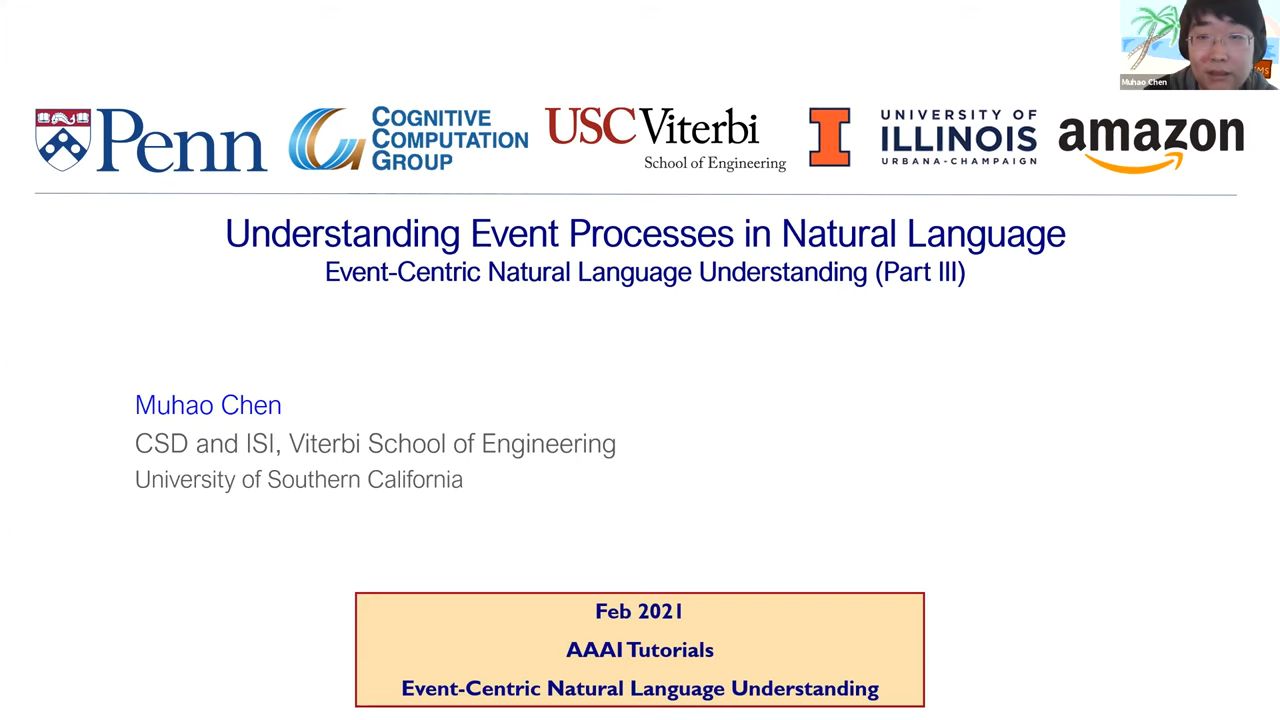 Muhao Chen
Penn
COGNITIVE
COMPUTATION
GROUP
USC Viterbi
School of Engineering
UNIVERSITY OF
ILLINOIS
URBANA-CHAMPAIGN
amazon
Understanding Event Processes in Natural Language
Event-Centric Natural Language Understanding (Part III)
Muhao Chen
CSD and ISI, Viterbi School of Engineering
University of Southern California
Feb 2021
AAAI Tutorials
Event-Centric Natural Language Understanding